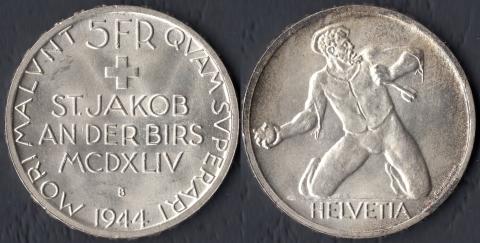 MORI MALVNT 5FR QVAM SVPERARI
ST. JAKOB
AN DER BIRS
MCDXLIV
B
1944
HELVETIA